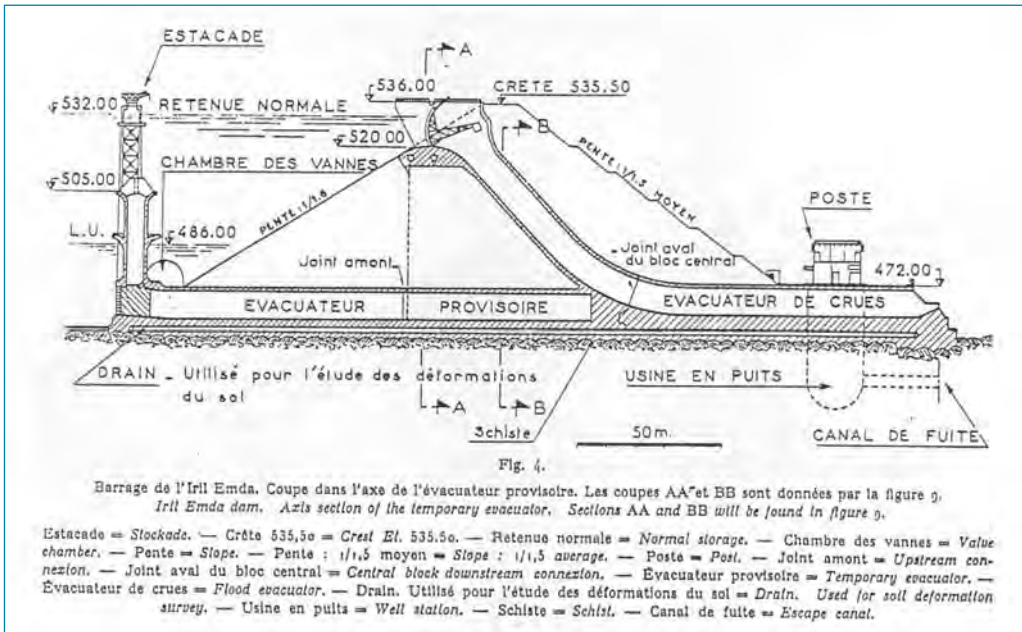 ESTACADE
A
536.00
CRÊTE 535,50
532.00
RETENUE NORMALE
520 00
B
CHAMBRE DES VANNES
PENTE: 1/1.5 MOYEN
505.00
PENTE: 1/1.6
POSTE
L.U.
486.00
Joint aval
du bloc central
472.00
Joint amont
EVACUATEUR PROVISOIRE
EVACUATEUR DE CRUES
DRAIN _ Utilisé pour l'étude des déformations
du sol
USINE EN PUITS
A
B
Schiste
50m.
CANAL DE FUITE
Fig. 4.
Barrage de l'Iril Emda. Coupe dans l'axe de l'évacuateur provisoire. Les coupes AA et BB sont données par la figure 9.
Iril Emda dam. Axis section of the temporary evacuator. Sections AA and BB will be found in figure 9.
Estacade = Stockade. — Crête 535,50 = Crest El. 535.50. — Retenue normale = Normal storage. — Chambre des vannes = Value
chamber. — Pente = Slope. — Pente : 1/1,5 moyen = Slope : 1/1,5 average. — Poste = Post. — Joint amont = Upstream con-
nexion. — Joint aval du bloc central = Central block downstream connexion. — Évacuateur provisoire = Temporary evacuator. —
Évacuateur de crues = Flood evacuator. — Drain. Utilisé pour l'étude des déformations du sol = Drain. Used for soil deformation
survey. — Usine en puits = Well station. — Schiste = Schist. — Canal de fuite = Escape canal.